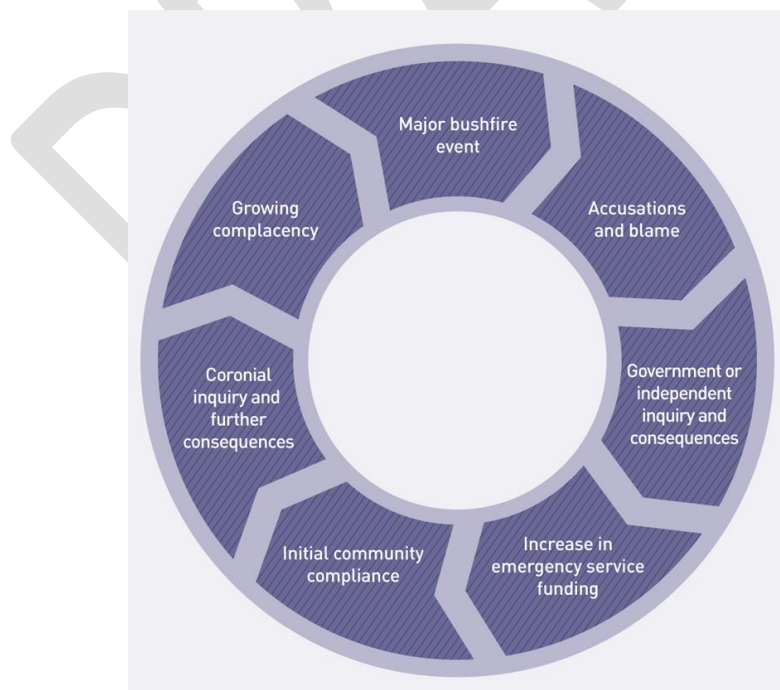 Major bushfire
event
Accusations
and blame
Government or
independent
inquiry and
consequences
Increase in
emergency service
funding
Initial community
compliance
Coronial
inquiry and
further
consequences
Growing
complacency